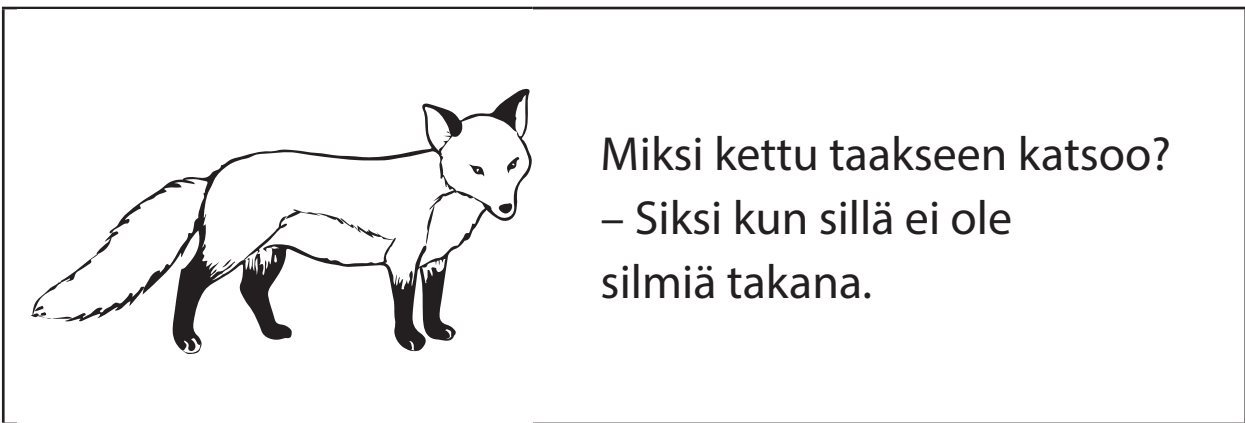 Miksi kettu taakseen katsoo?
– Siksi kun sillä ei ole
silmiä takana.